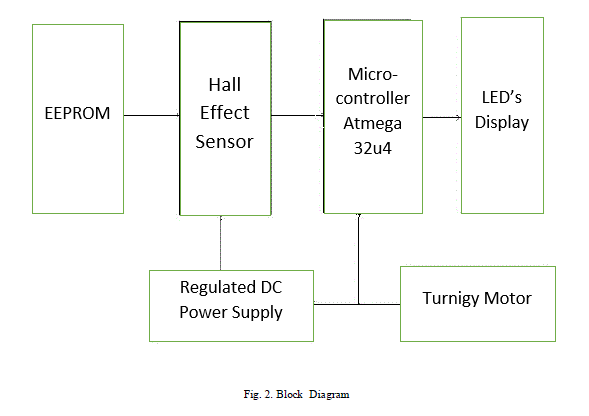 EEPROM
Hall
Effect
Sensor
Micro-
controller
Atmega
32u4
LED's
Display
Regulated DC
Power Supply
Turnigy Motor
Fig. 2. Block Diagram